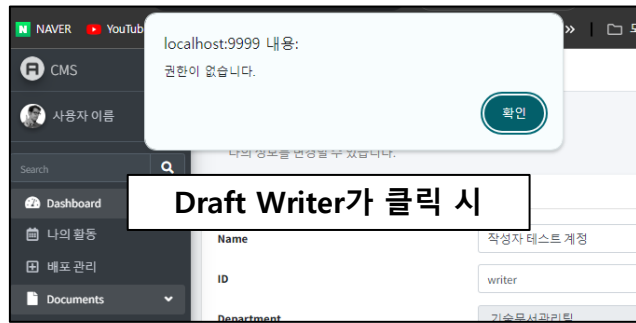 NAVER
YouTub
localhost:9999 내용:
권한이 없습니다.
확인
CMS
사용자 이름
나의 정보를 변경할 수 있습니다.
Search
Draft Writer가 클릭 시
Dashboard
나의 활동
배포 관리
Documents
Name
작성자 테스트 계정
ID
writer
Department
기술문서관리팀